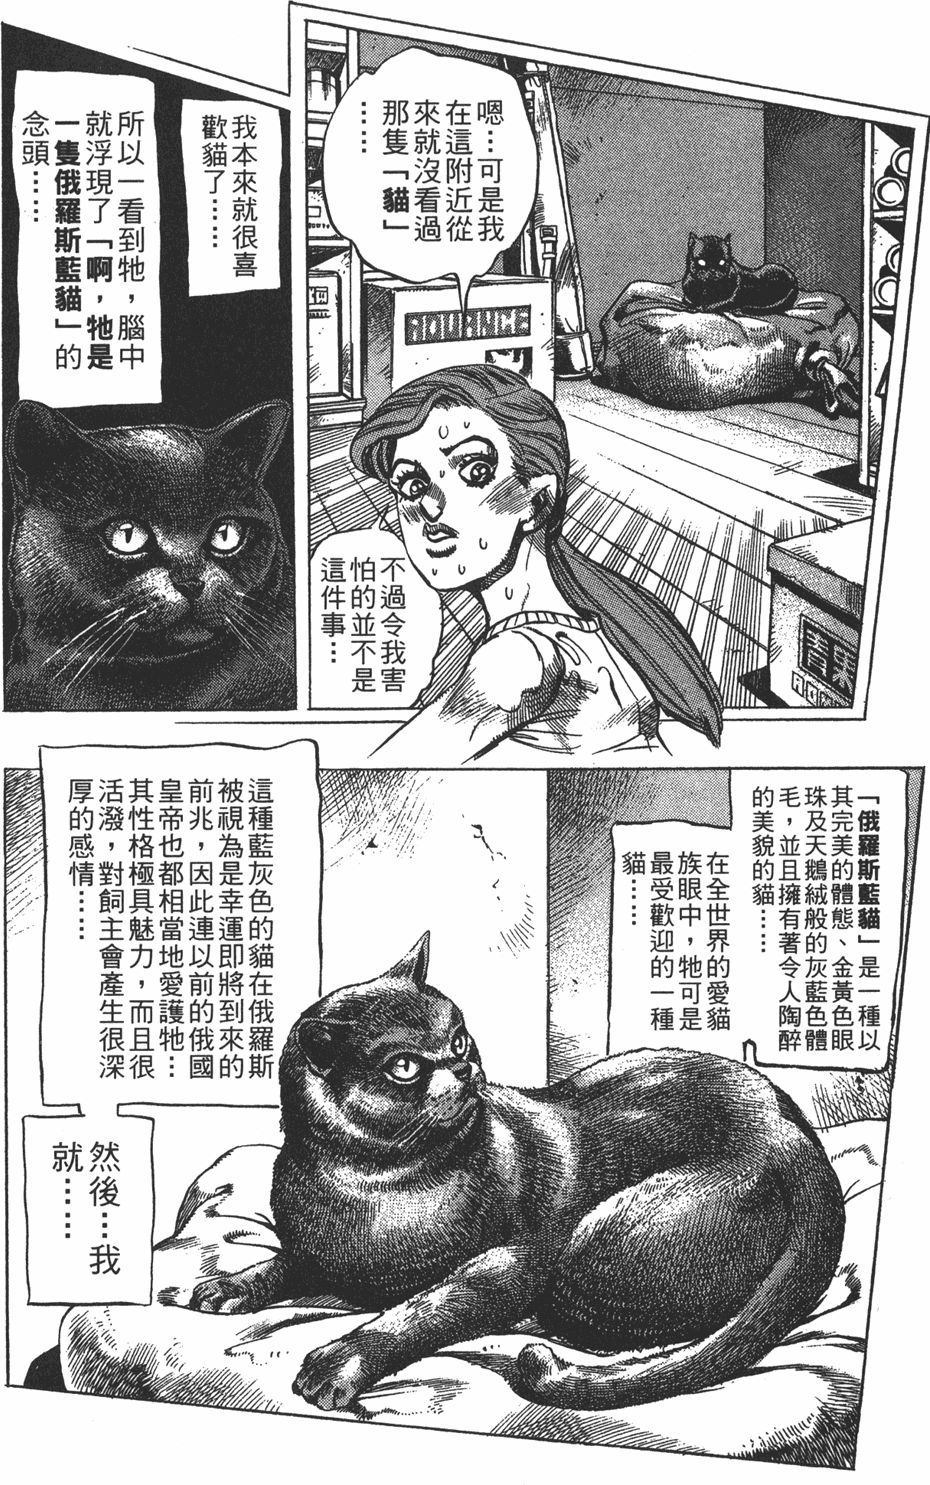 嗯…可是我
在這附近從
來就沒看過
那隻「貓」
……
ADVANCE
不過令我害
怕的並不是
這件事…
我本來就很喜
歡貓了……
所以一看到牠，腦中
就浮現了「啊，牠是
一隻俄羅斯藍貓」的
念頭……
「俄羅斯藍貓」是一種以
其完美的體態、金黃色眼
珠及天鵝絨般的灰藍色體
毛，並且擁有著令人陶醉
的美貌的貓……
在全世界的愛貓
族眼中，牠可是
最受歡迎的一種
貓……
這種藍灰色的貓在俄羅斯
被視為是幸運即將到來的
前兆，因此連以前的俄國
皇帝也都相當地愛護牠…
其性格極具魅力，而且很
活潑，對飼主會產生很深
厚的感情……
然後…我
就……